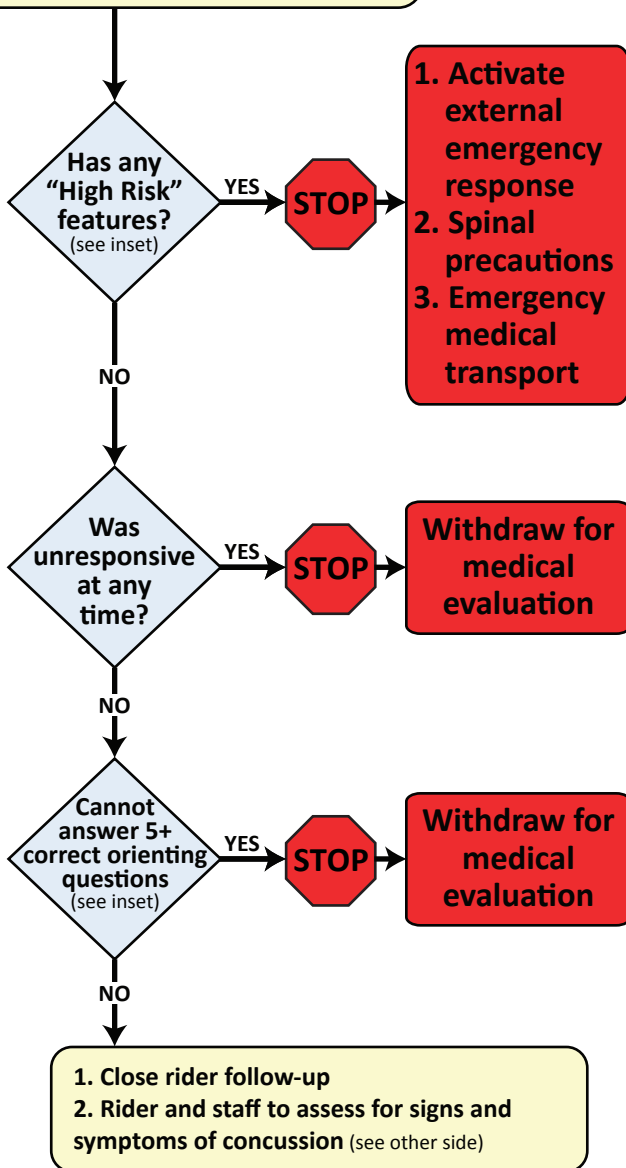 Has any
“High Risk”
features?
(see inset)
YES
STOP
1. Activate
external
emergency
response
2. Spinal
precautions
3. Emergency
medical
transport
NO
Was
unresponsive
at any
time?
YES
STOP
Withdraw for
medical
evaluation
NO
Cannot
answer 5+
correct orienting
questions
(see inset)
YES
STOP
Withdraw for
medical
evaluation
NO
1. Close rider follow-up
2. Rider and staff to assess for signs and
symptoms of concussion (see other side)